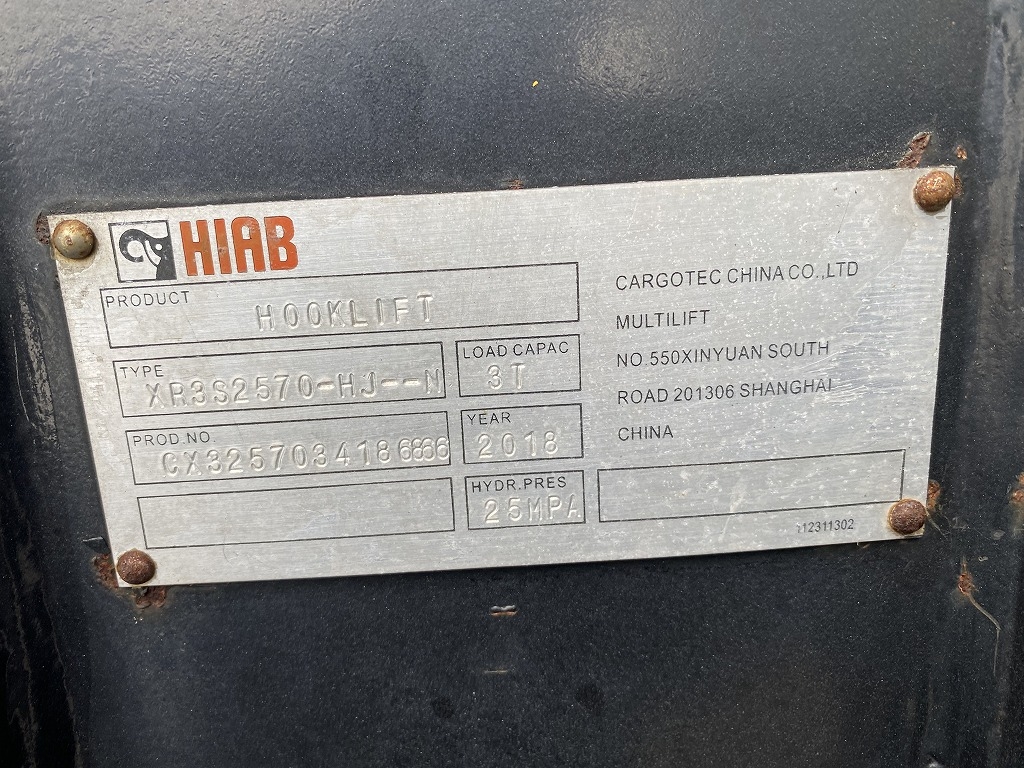 HIAB
PRODUCT
HOOKLIFT
TYPE
XR3S2570-HJ--N
LOAD CAPAC
3T
PROD.NO.
YEAR
2018
HYDR.PRES
25MPA
CARGOTEC CHINA CO.,LTD
MULTILIFT
NO.550XINYUAN SOUTH
ROAD 201306 SHANGHAI
CHINA
112311302